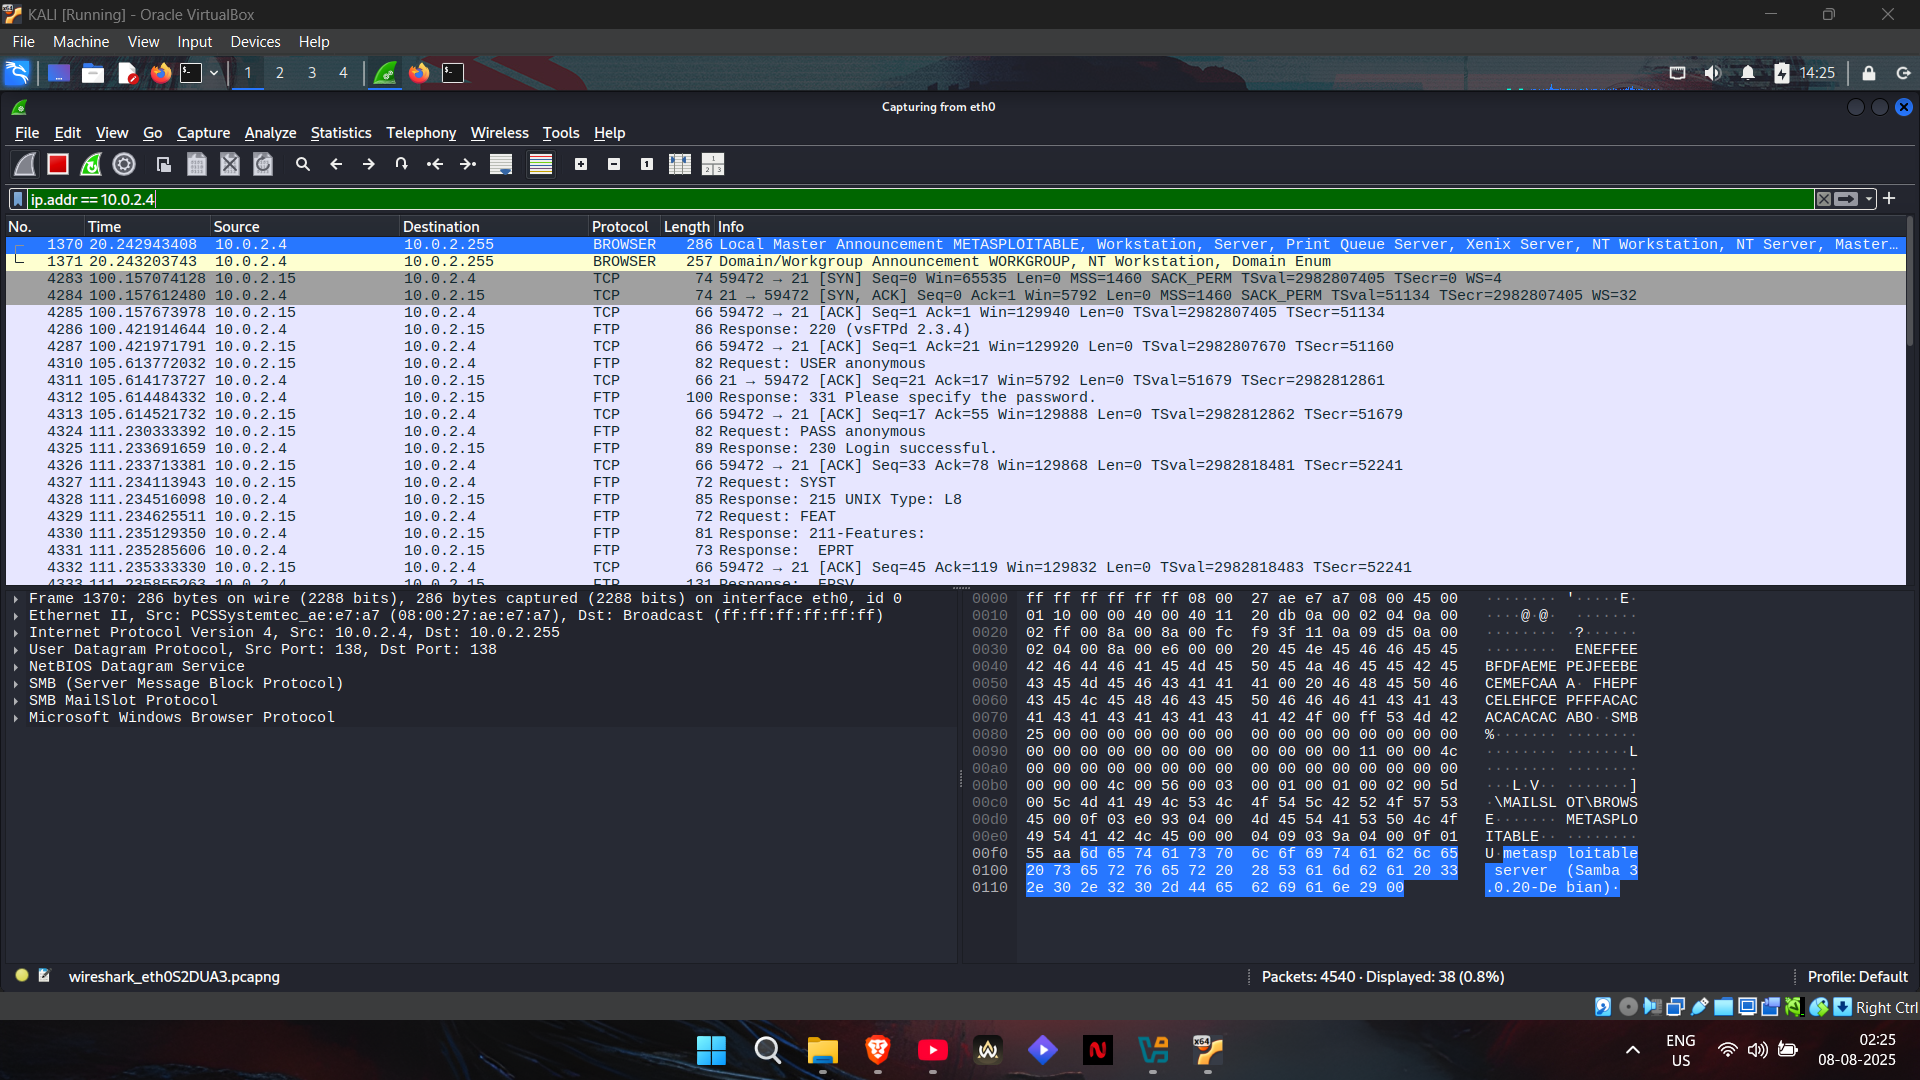 KALI [Running] - Oracle VirtualBox
File Machine View Input Devices Help
1 2 3 4 14:25
Capturing from eth0
File Edit View Go Capture Analyze Statistics Telephony Wireless Tools Help
ip.addr == 10.0.2.4
No. Time Source Destination Protocol Length Info
1370 20.242943408 10.0.2.4 10.0.2.255 BROWSER 286 Local Master Announcement METASPLOITABLE, Workstation, Server, Print Queue Server, Xenix Server, NT Workstation, NT Server, Master...
1371 20.243203743 10.0.2.4 10.0.2.255 BROWSER 257 Domain/Workgroup Announcement WORKGROUP, NT Workstation, Domain Enum
4283 100.157074128 10.0.2.15 10.0.2.4 TCP 74 59472 → 21 [SYN] Seq=0 Win=65535 Len=0 MSS=1460 SACK_PERM TSval=2982807405 TSecr=0 WS=4
4284 100.157612480 10.0.2.4 10.0.2.15 TCP 74 21 → 59472 [SYN, ACK] Seq=0 Ack=1 Win=5792 Len=0 MSS=1460 SACK_PERM TSval=51134 TSecr=2982807405 WS=32
4285 100.157673978 10.0.2.15 10.0.2.4 TCP 66 59472 → 21 [ACK] Seq=1 Ack=1 Win=129940 Len=0 TSval=2982807405 TSecr=51134
4286 100.421914644 10.0.2.4 10.0.2.15 FTP 86 Response: 220 (vsFTPd 2.3.4)
4287 100.421971791 10.0.2.15 10.0.2.4 TCP 66 59472 → 21 [ACK] Seq=1 Ack=21 Win=129920 Len=0 TSval=2982807670 TSecr=51160
4310 105.613772032 10.0.2.15 10.0.2.4 FTP 82 Request: USER anonymous
4311 105.614173727 10.0.2.4 10.0.2.15 TCP 66 21 → 59472 [ACK] Seq=21 Ack=17 Win=5792 Len=0 TSval=51679 TSecr=2982812861
4312 105.614484332 10.0.2.4 10.0.2.15 FTP 100 Response: 331 Please specify the password.
4313 105.614521732 10.0.2.15 10.0.2.4 TCP 66 59472 → 21 [ACK] Seq=17 Ack=55 Win=129888 Len=0 TSval=2982812862 TSecr=51679
4324 111.230333392 10.0.2.15 10.0.2.4 FTP 82 Request: PASS anonymous
4325 111.233691659 10.0.2.4 10.0.2.15 FTP 89 Response: 230 Login successful.
4326 111.233713381 10.0.2.15 10.0.2.4 TCP 66 59472 → 21 [ACK] Seq=33 Ack=78 Win=129868 Len=0 TSval=2982818481 TSecr=52241
4327 111.234113943 10.0.2.15 10.0.2.4 FTP 72 Request: SYST
4328 111.234516098 10.0.2.4 10.0.2.15 FTP 85 Response: 215 UNIX Type: L8
4329 111.234625511 10.0.2.15 10.0.2.4 FTP 72 Request: FEAT
4330 111.235129350 10.0.2.4 10.0.2.15 FTP 81 Response: 211-Features:
4331 111.235285606 10.0.2.4 10.0.2.15 FTP 73 Response: EPRT
4332 111.235333330 10.0.2.15 10.0.2.4 TCP 66 59472 → 21 [ACK] Seq=45 Ack=119 Win=129832 Len=0 TSval=2982818483 TSecr=52241
4333 111.235855263 10.0.2.4 10.0.2.15 FTP 131 Response: EPSV
Frame 1370: 286 bytes on wire (2288 bits), 286 bytes captured (2288 bits) on interface eth0, id 0
Ethernet II, Src: PCSSystemtec_ae:e7:a7 (08:00:27:ae:e7:a7), Dst: Broadcast (ff:ff:ff:ff:ff:ff)
Internet Protocol Version 4, Src: 10.0.2.4, Dst: 10.0.2.255
User Datagram Protocol, Src Port: 138, Dst Port: 138
NetBIOS Datagram Service
SMB (Server Message Block Protocol)
SMB MailSlot Protocol
Microsoft Windows Browser Protocol
0000 ff ff ff ff ff ff 08 00 27 ae e7 a7 08 00 45 00 ········ '·····E·
0010 01 10 00 00 40 00 40 11 20 db 0a 00 02 04 0a 00 ····@·@· ·······
0020 02 ff 00 8a 00 8a 00 fc f9 3f 11 0a 09 d5 0a 00 ········ ·?······
0030 02 04 00 8a 00 e6 00 00 20 45 4e 45 46 46 45 45 ········ ENEFFEE
0040 42 46 44 46 41 45 4d 45 50 45 4a 46 45 45 42 45 BFDFAEME PEJFEEBE
0050 43 45 4d 45 46 43 41 41 41 00 20 46 48 45 50 46 CEMEFCAA A· FHEPF
0060 43 45 4c 45 48 46 43 45 50 46 46 46 41 43 41 43 CELEHFCE PFFFACAC
0070 41 43 41 43 41 43 41 43 41 42 4f 00 ff 53 4d 42 ACACACAC ABO··SMB
0080 25 00 00 00 00 00 00 00 00 00 00 00 00 00 00 00 %······· ········
0090 00 00 00 00 00 00 00 00 00 00 00 00 11 00 00 4c ········ ·······L
00a0 00 00 00 00 00 00 00 00 00 00 00 00 00 00 00 00 ········ ········
00b0 00 00 00 4c 00 56 00 03 00 01 00 01 00 02 00 5d ···L·V·· ·······]
00c0 00 5c 4d 41 49 4c 53 4c 4f 54 5c 42 52 4f 57 53 ·\MAILSL OT\BROWS
00d0 45 00 0f 03 e0 93 04 00 4d 45 54 41 53 50 4c 4f E······· METASPLO
00e0 49 54 41 42 4c 45 00 00 04 09 03 9a 04 00 0f 01 ITABLE·· ········
00f0 55 aa 6d 65 74 61 73 70 6c 6f 69 74 61 62 6c 65 U·metasp loitable
0100 20 73 65 72 76 65 72 20 28 53 61 6d 62 61 20 33 server (Samba 3
0110 2e 30 2e 32 30 2d 44 65 62 69 61 6e 29 00 .0.20-De bian)·
wireshark_eth0S2DUA3.pcapng Packets: 4540 · Displayed: 38 (0.8%) Profile: Default
Right Ctrl
ENG
US
02:25
08-08-2025